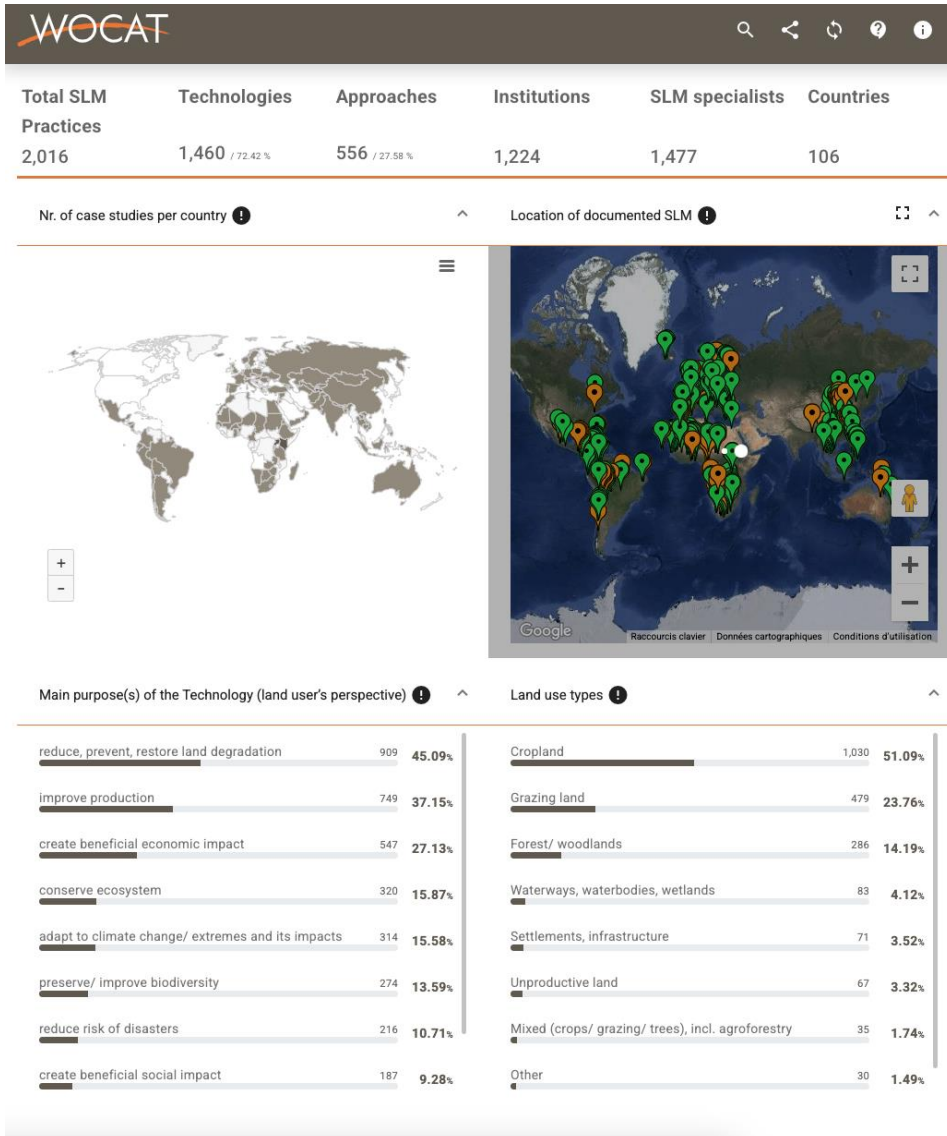 WOCAT
Total SLM Practices
Technologies
Approaches
Institutions
SLM specialists
Countries
2,016
1,460 / 72.42 %
556 / 27.58 %
1,224
1,477
106
Nr. of case studies per country
Location of documented SLM
+
−
Google
Raccourcis clavier
Données cartographiques
Conditions d'utilisation
Main purpose(s) of the Technology (land user's perspective)
reduce, prevent, restore land degradation 909 45.09%
improve production 749 37.15%
create beneficial economic impact 547 27.13%
conserve ecosystem 320 15.87%
adapt to climate change/ extremes and its impacts 314 15.58%
preserve/ improve biodiversity 274 13.59%
reduce risk of disasters 216 10.71%
create beneficial social impact 187 9.28%
Land use types
Cropland 1,030 51.09%
Grazing land 479 23.76%
Forest/ woodlands 286 14.19%
Waterways, waterbodies, wetlands 83 4.12%
Settlements, infrastructure 71 3.52%
Unproductive land 67 3.32%
Mixed (crops/ grazing/ trees), incl. agroforestry 35 1.74%
Other 30 1.49%